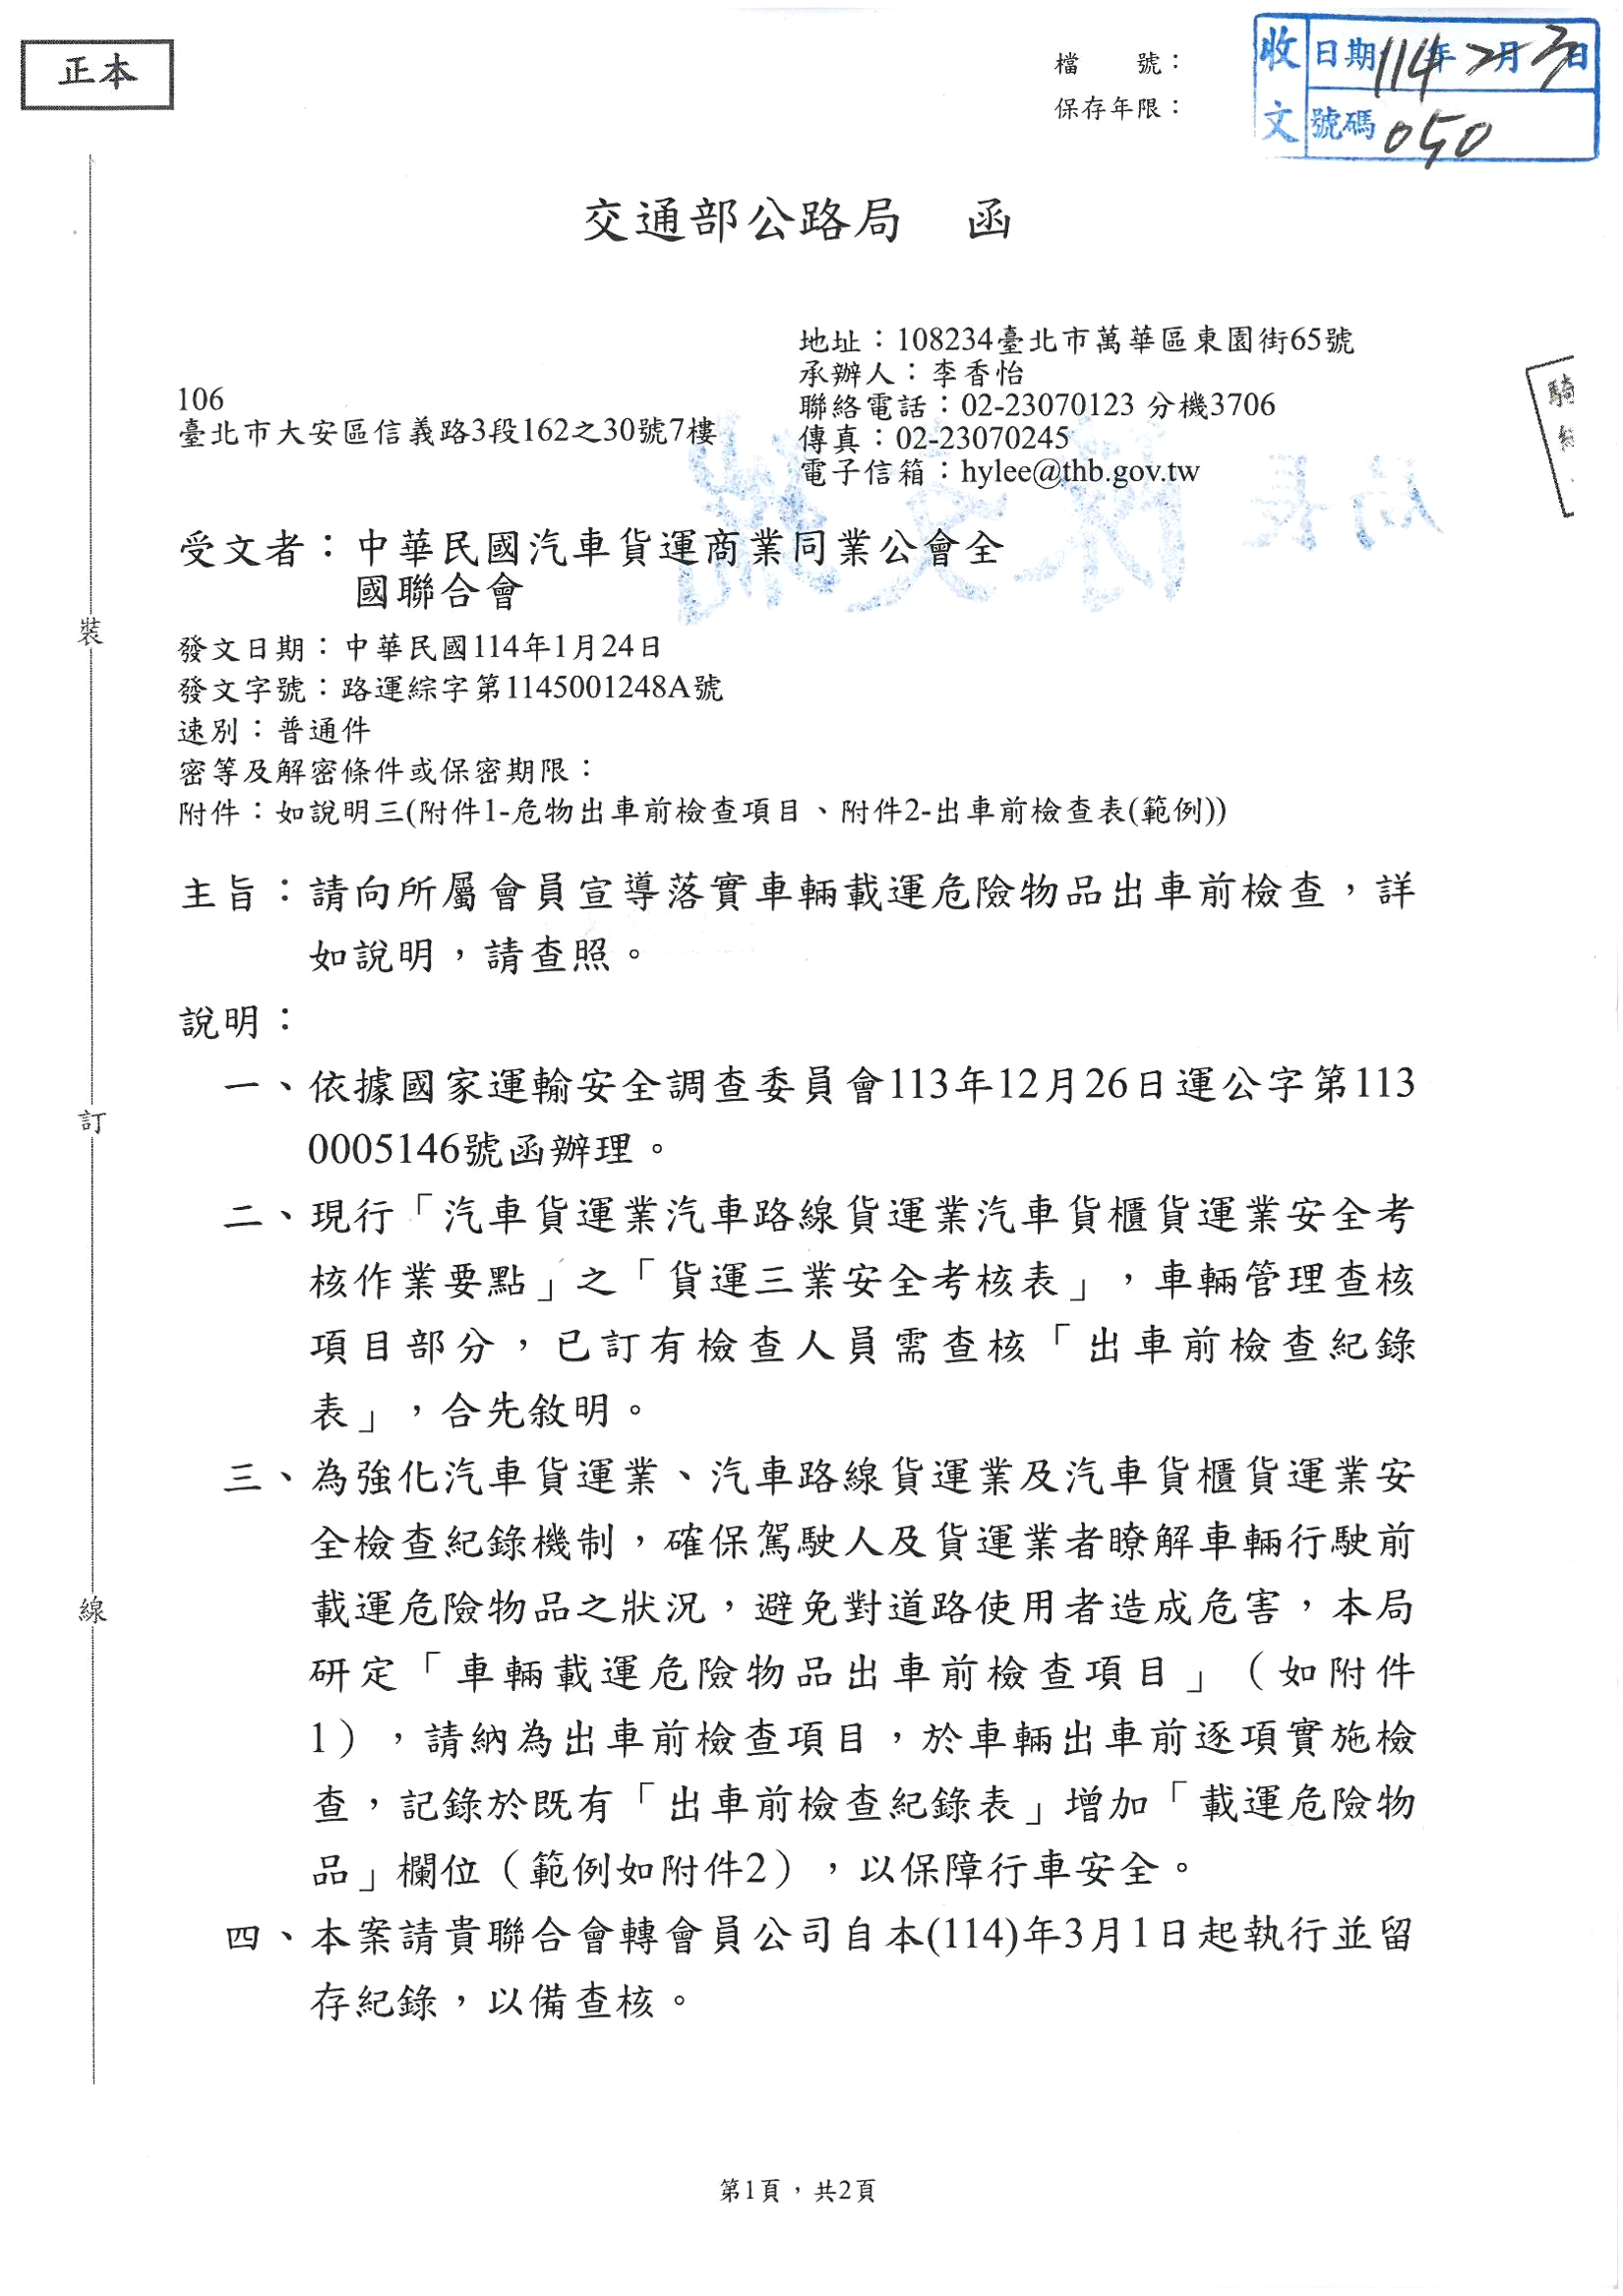 正本
檔　　號：
保存年限：
收文 日期 114年2月3日
號碼 050
交通部公路局　函
地址：108234臺北市萬華區東園街65號
承辦人：李香怡
聯絡電話：02-23070123 分機3706
傳真：02-23070245
電子信箱：hylee@thb.gov.tw
106
臺北市大安區信義路3段162之30號7樓
受文者：中華民國汽車貨運商業同業公會全
國聯合會
發文日期：中華民國114年1月24日
發文字號：路運綜字第1145001248A號
速別：普通件
密等及解密條件或保密期限：
附件：如說明三(附件1-危物出車前檢查項目、附件2-出車前檢查表(範例))
主旨：請向所屬會員宣導落實車輛載運危險物品出車前檢查，詳
如說明，請查照。
說明：
一、依據國家運輸安全調查委員會113年12月26日運公字第113
0005146號函辦理。
二、現行「汽車貨運業汽車路線貨運業汽車貨櫃貨運業安全考
核作業要點」之「貨運三業安全考核表」，車輛管理查核
項目部分，已訂有檢查人員需查核「出車前檢查紀錄
表」，合先敘明。
三、為強化汽車貨運業、汽車路線貨運業及汽車貨櫃貨運業安
全檢查紀錄機制，確保駕駛人及貨運業者瞭解車輛行駛前
載運危險物品之狀況，避免對道路使用者造成危害，本局
研定「車輛載運危險物品出車前檢查項目」（如附件
1），請納為出車前檢查項目，於車輛出車前逐項實施檢
查，記錄於既有「出車前檢查紀錄表」增加「載運危險物
品」欄位（範例如附件2），以保障行車安全。
四、本案請貴聯合會轉會員公司自本(114)年3月1日起執行並留
存紀錄，以備查核。
裝
訂
線
第1頁，共2頁